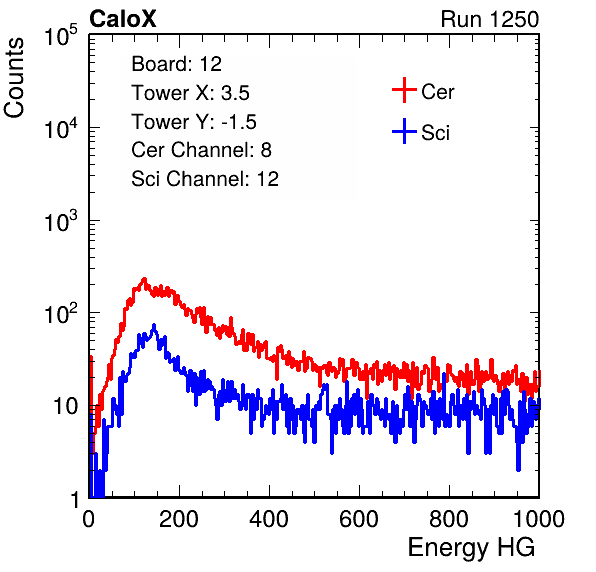 CaloX Run 1250
Counts
10^5
10^4
10^3
10^2
10
1
Board: 12
Tower X: 3.5
Tower Y: -1.5
Cer Channel: 8
Sci Channel: 12
Cer
Sci
0 200 400 600 800 1000
Energy HG